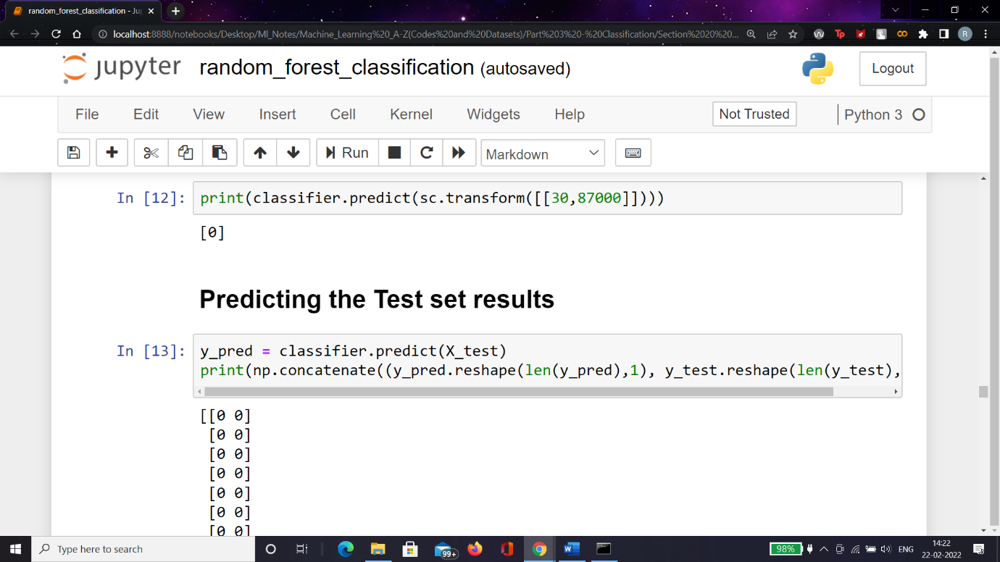 random_forest_classification - Ju
localhost:8888/notebooks/Desktop/Ml_Notes/Machine_Learning%20_A-Z(Codes%20and%20Datasets)/Part%203%20-%20Classification/Section%2020%20...
R
jupyter random_forest_classification (autosaved)
Logout
File Edit View Insert Cell Kernel Widgets Help
Not Trusted
Python 3
Run
Markdown
In [12]: print(classifier.predict(sc.transform([[30,87000]])))
[0]
Predicting the Test set results
In [13]: y_pred = classifier.predict(X_test)
print(np.concatenate((y_pred.reshape(len(y_pred),1), y_test.reshape(len(y_test),
[[0 0]
[0 0]
[0 0]
[0 0]
[0 0]
[0 0]
[0 0]
Type here to search
99+
98%
ENG
14:22
22-02-2022